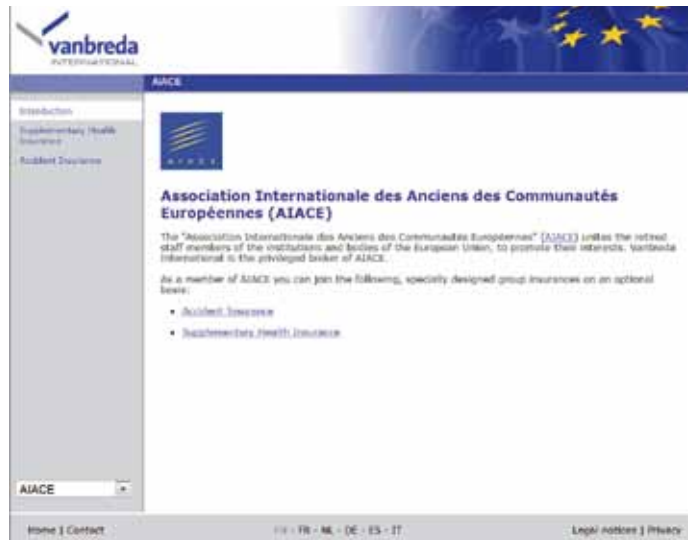 vanbreda
INTERNATIONAL
AIACE
Introduction
Supplementary Health
Insurance
Accident Insurance
AIACE
Association Internationale des Anciens des Communautés
Européennes (AIACE)
The "Association Internationale des Anciens des Communautés Européennes" (AIACE) unites the retired
staff members of the institutions and bodies of the European Union, to promote their interests. Vanbreda
International is the privileged broker of AIACE.
As a member of AIACE you can join the following, specially designed group insurances on an optional
basis:
• Accident Insurance
• Supplementary Health Insurance
AIACE
Home | Contact
EN - FR - NL - DE - ES - IT
Legal notices | Privacy